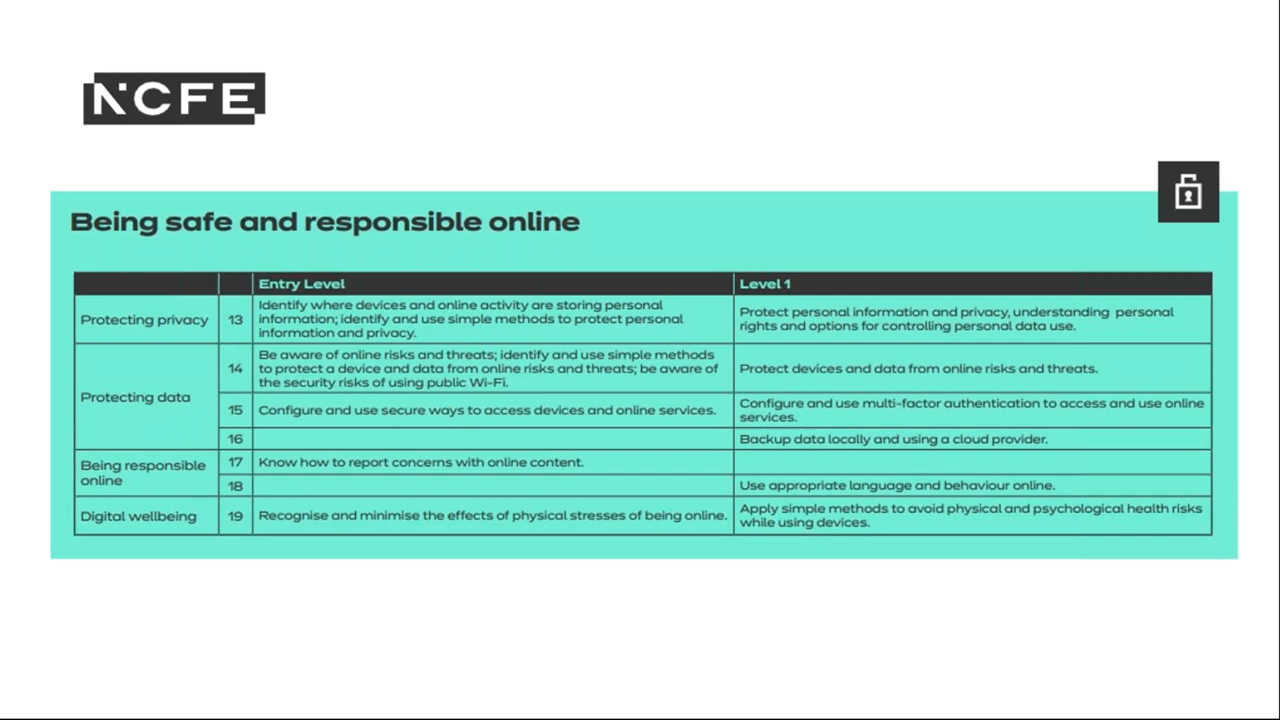 NCFE
Being safe and responsible online
Entry Level
Level 1
Protecting privacy
13
Identify where devices and online activity are storing personal
information; identify and use simple methods to protect personal
information and privacy.
Protect personal information and privacy, understanding personal
rights and options for controlling personal data use.
Protecting data
14
Be aware of online risks and threats; identify and use simple methods
to protect a device and data from online risks and threats; be aware of
the security risks of using public Wi-Fi.
Protect devices and data from online risks and threats.
15
Configure and use secure ways to access devices and online services.
Configure and use multi-factor authentication to access and use online
services.
16
Backup data locally and using a cloud provider.
Being responsible
online
17
Know how to report concerns with online content.
18
Use appropriate language and behaviour online.
Digital wellbeing
19
Recognise and minimise the effects of physical stresses of being online.
Apply simple methods to avoid physical and psychological health risks
while using devices.